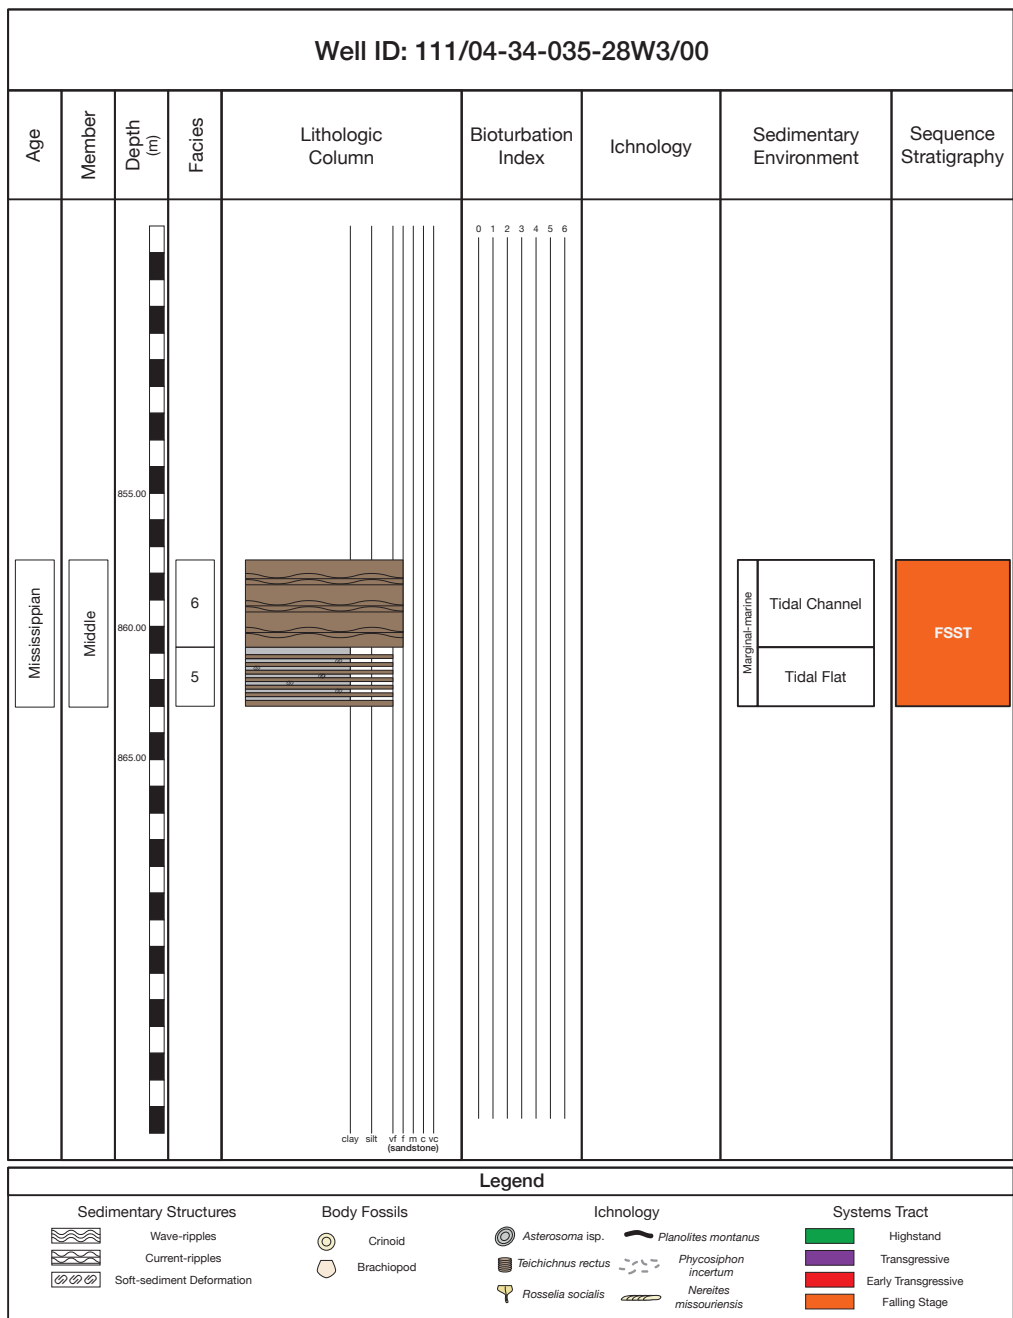 Well ID: 111/04-34-035-28W3/00
Age
Member
Depth
(m)
Facies
Lithologic
Column
Bioturbation
Index
Ichnology
Sedimentary
Environment
Sequence
Stratigraphy
0 1 2 3 4 5 6
855.00
860.00
865.00
Mississippian
Middle
6
5
Marginal-marine
Tidal Channel
Tidal Flat
FSST
clay silt vf f m c vc
(sandstone)
Legend
Sedimentary Structures
Wave-ripples
Current-ripples
Soft-sediment Deformation
Body Fossils
Crinoid
Brachiopod
Ichnology
Asterosoma isp.
Teichichnus rectus
Rosselia socialis
Planolites montanus
Phycosiphon
incertum
Nereites
missouriensis
Systems Tract
Highstand
Transgressive
Early Transgressive
Falling Stage